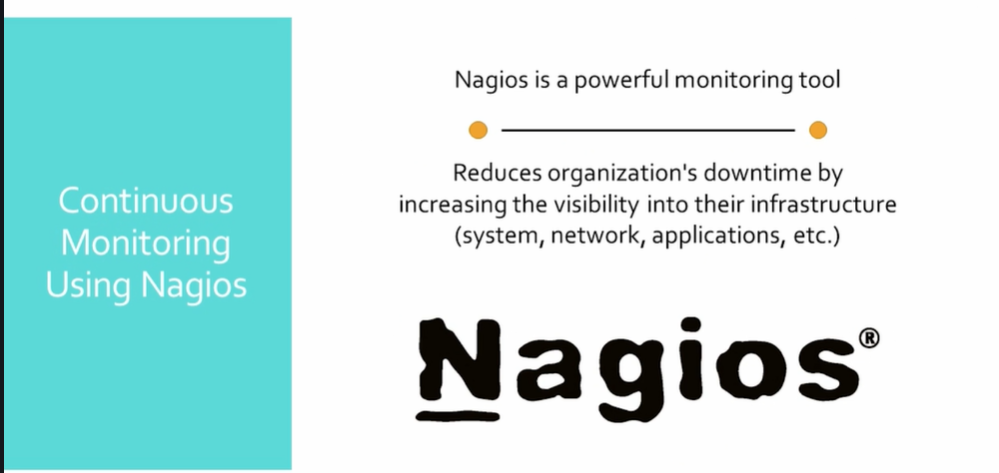 Continuous
Monitoring
Using Nagios
Nagios is a powerful monitoring tool
Reduces organization's downtime by
increasing the visibility into their infrastructure
(system, network, applications, etc.)
Nagios®